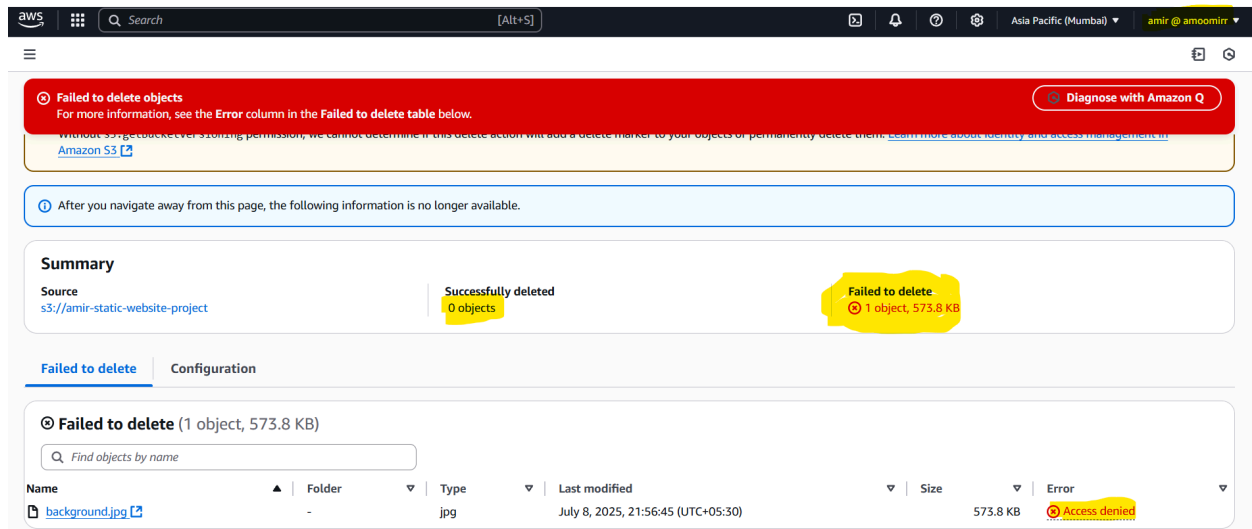 aws Search [Alt+S] Asia Pacific (Mumbai) amir @ amoomirr
Failed to delete objects
Diagnose with Amazon Q
For more information, see the Error column in the Failed to delete table below.
Without s3:getBucketVersioning permission, we cannot determine if this delete action will add a delete marker to your objects or permanently delete them. Learn more about identity and access management in
Amazon S3
After you navigate away from this page, the following information is no longer available.
Summary
Source Successfully deleted Failed to delete
s3://amir-static-website-project 0 objects 1 object, 573.8 KB
Failed to delete Configuration
Failed to delete (1 object, 573.8 KB)
Find objects by name
Name Folder Type Last modified Size Error
background.jpg - jpg July 8, 2025, 21:56:45 (UTC+05:30) 573.8 KB Access denied